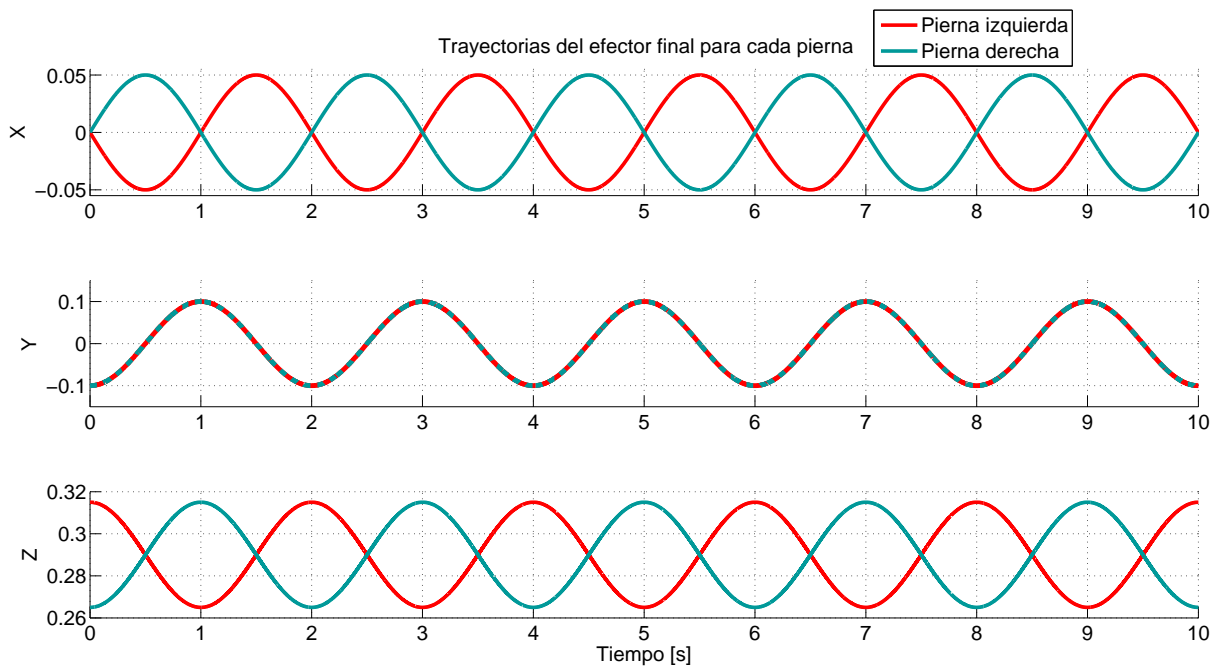 Pierna izquierda
Trayectorias del efector final para cada pierna
Pierna derecha
0.05
0
−0.05
X
0 1 2 3 4 5 6 7 8 9 10
0.1
0
−0.1
Y
0 1 2 3 4 5 6 7 8 9 10
0.32
0.3
0.28
0.26
Z
0 1 2 3 4 5 6 7 8 9 10
Tiempo [s]